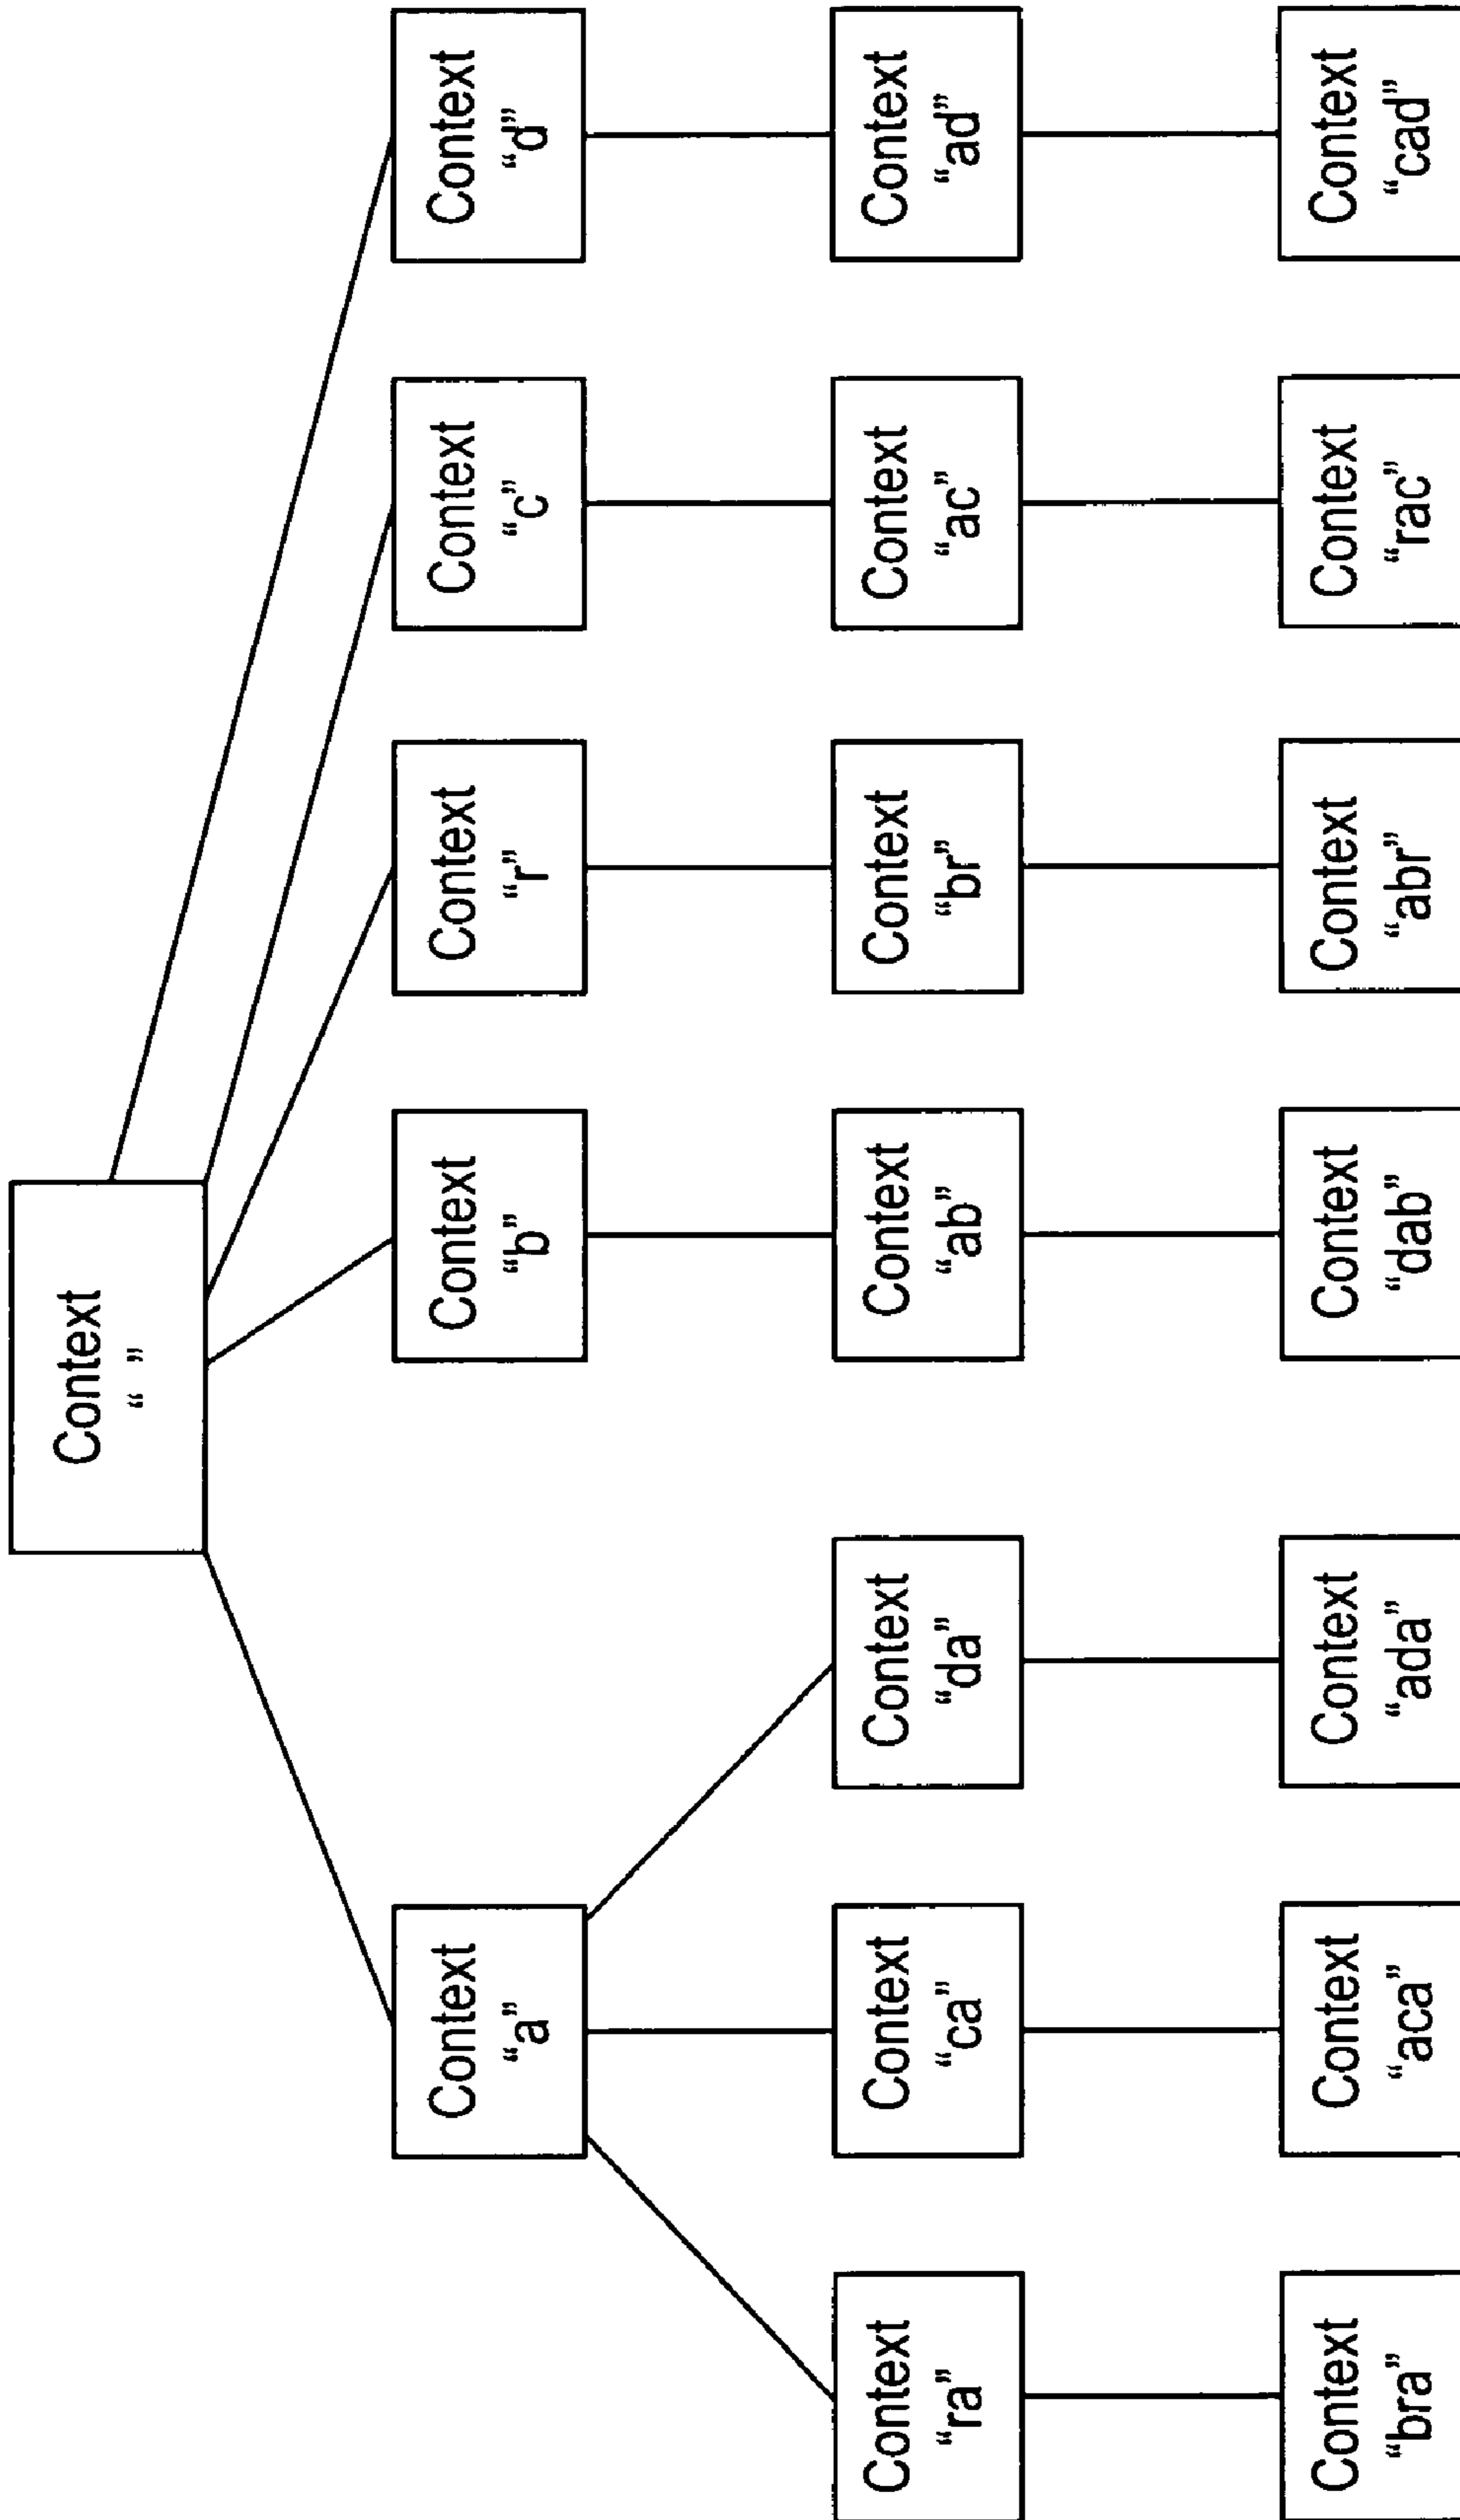 Context
“ ”
Context
“a”
Context
“b”
Context
“r”
Context
“c”
Context
“d”
Context
“ra”
Context
“ca”
Context
“da”
Context
“ab”
Context
“br”
Context
“ac”
Context
“ad”
Context
“bra”
Context
“aca”
Context
“ada”
Context
“dab”
Context
“abr”
Context
“rac”
Context
“cad”